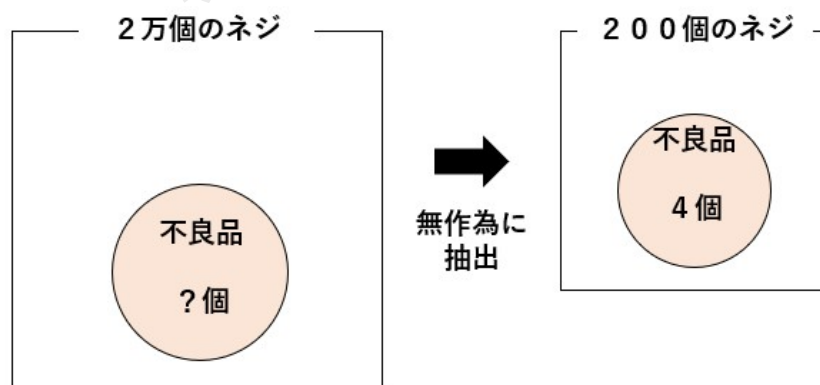 ２万個のネジ
不良品
？個
無作為に
抽出
２００個のネジ
不良品
４個